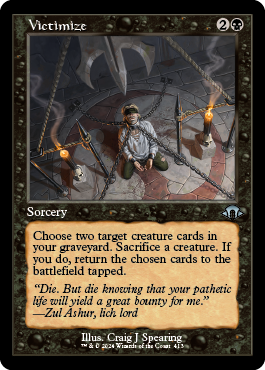 Victimize 2
Sorcery
Choose two target creature cards in
your graveyard. Sacrifice a creature. If
you do, return the chosen cards to the
battlefield tapped.
“Die. But die knowing that your pathetic
life will yield a great bounty for me.”
—Zul Ashur, lich lord
Illus. Craig J Spearing
™ & © 2024 Wizards of the Coast 413